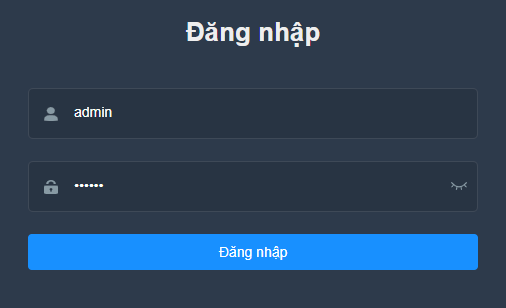 Đăng nhập
admin
••••••
Đăng nhập